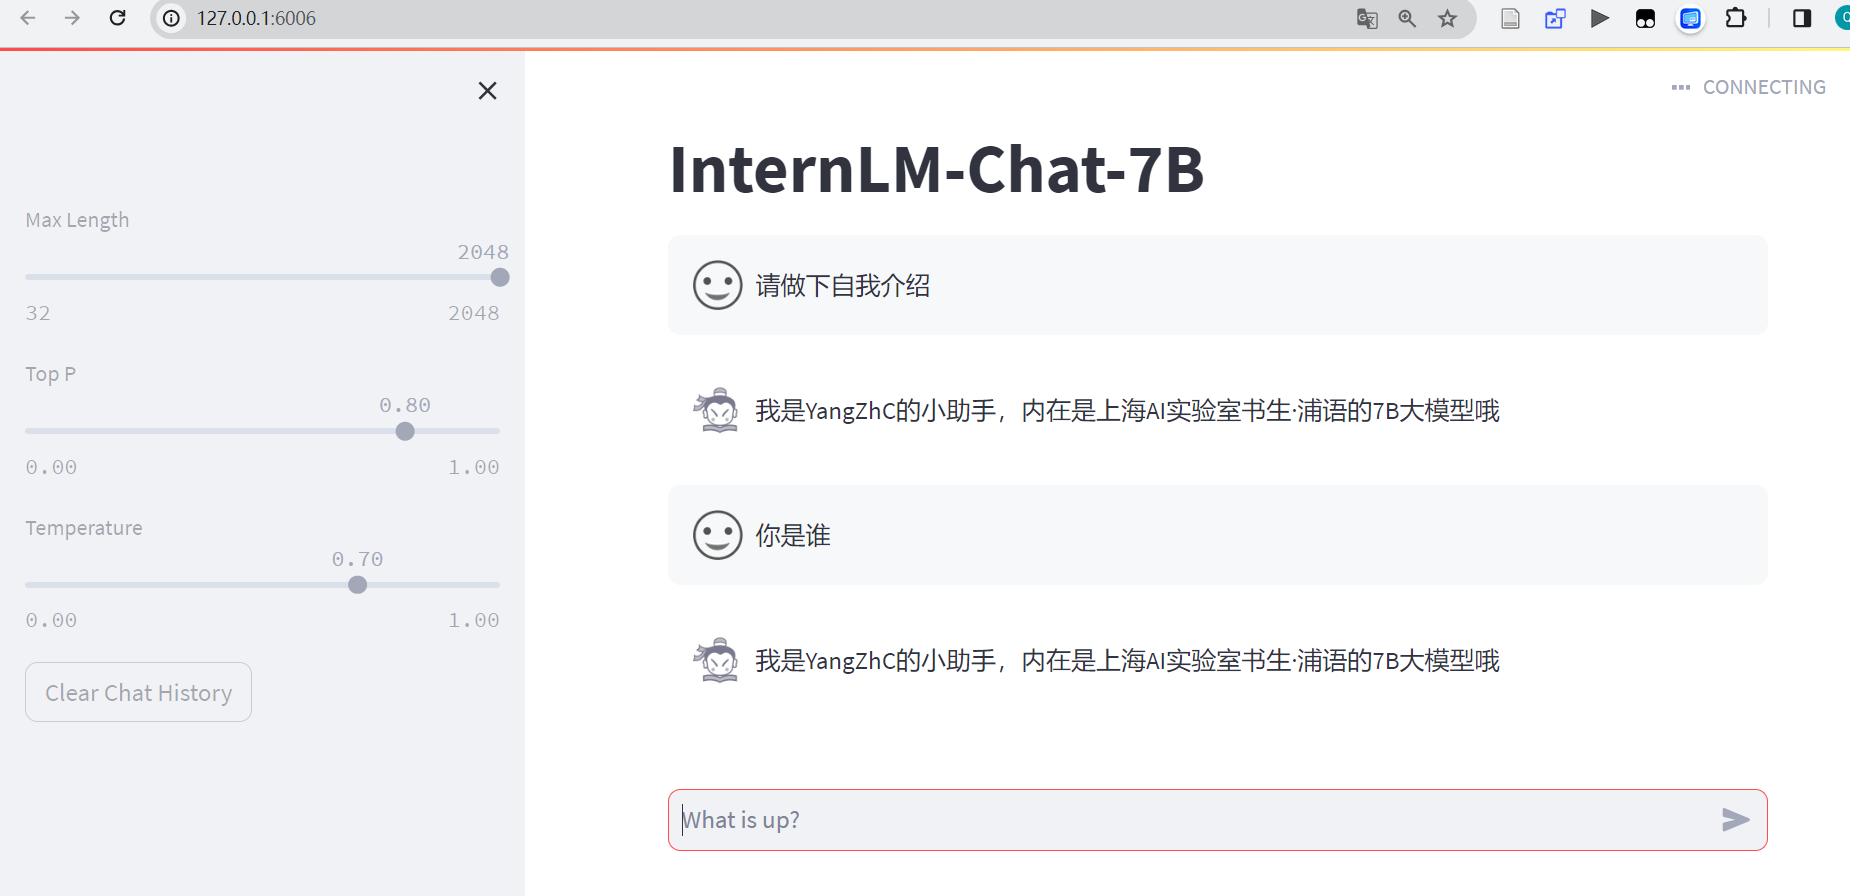 127.0.0.1:6006
CONNECTING
Max Length
2048
32
2048
Top P
0.80
0.00
1.00
Temperature
0.70
0.00
1.00
Clear Chat History
InternLM-Chat-7B
请做下自我介绍
我是YangZhC的小助手，内在是上海AI实验室书生·浦语的7B大模型哦
你是谁
我是YangZhC的小助手，内在是上海AI实验室书生·浦语的7B大模型哦
What is up?